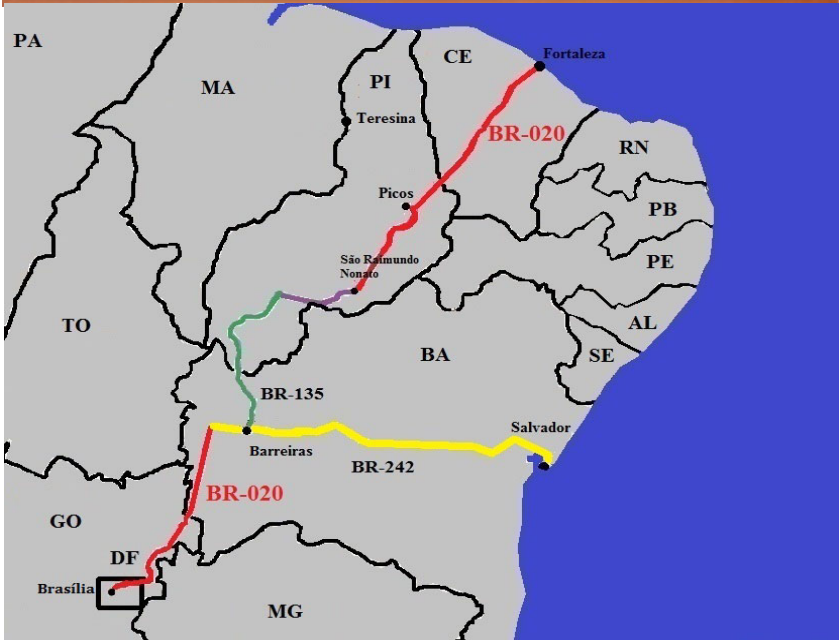 PA
MA
PI
CE
Fortaleza
Teresina
BR-020
RN
Picos
PB
São Raimundo
Nonato
PE
TO
AL
BA
SE
BR-135
Salvador
Barreiras
BR-242
BR-020
GO
DF
Brasília
MG